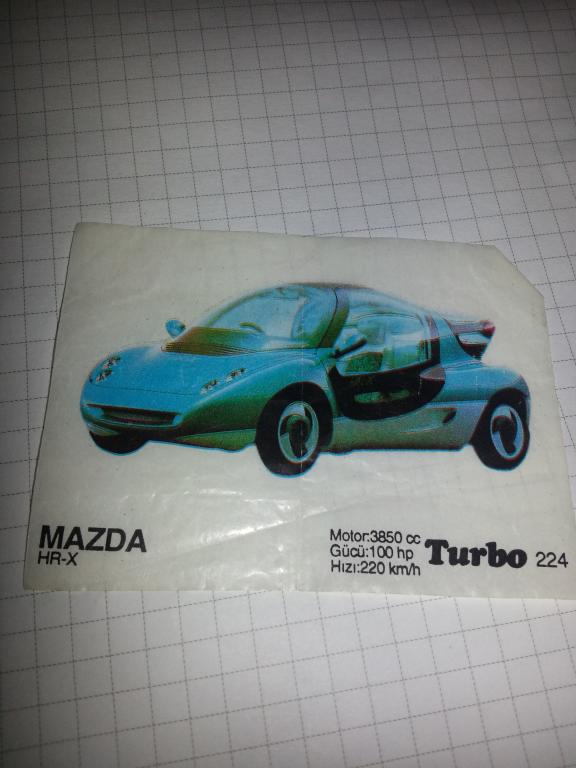 MAZDA
HR-X
Motor:3850 cc
Gücü:100 hp
Hızı:220 km/h
Turbo 224